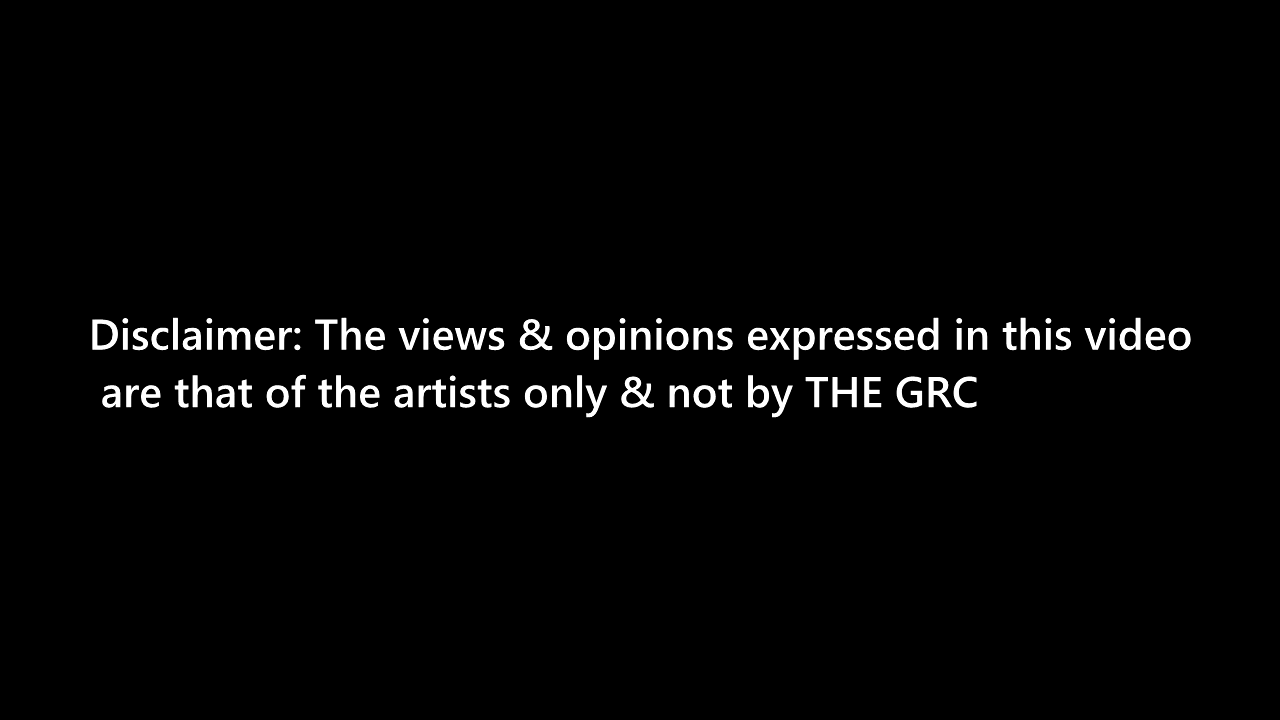 Disclaimer: The views & opinions expressed in this video
are that of the artists only & not by THE GRC